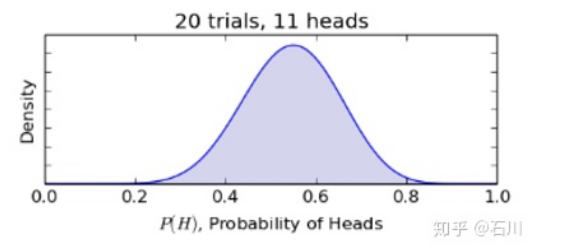 20 trials, 11 heads
Density
0.0 0.2 0.4 0.6 0.8 1.0
P(H), Probability of Heads
知乎 @石川